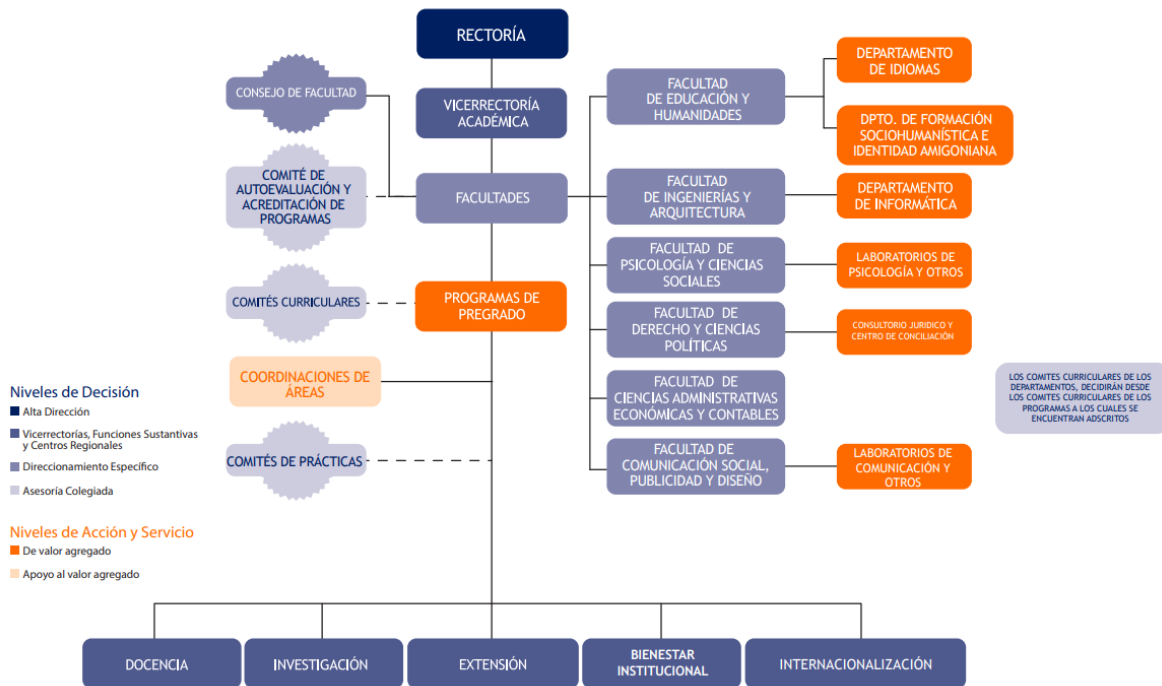 RECTORÍA
CONSEJO DE FACULTAD
VICERRECTORÍA
ACADÉMICA
FACULTAD
DE EDUCACIÓN Y
HUMANIDADES
DEPARTAMENTO
DE IDIOMAS
DPTO. DE FORMACIÓN
SOCIOHUMANÍSTICA E
IDENTIDAD AMIGONIANA
COMITÉ DE
AUTOEVALUACIÓN Y
ACREDITACIÓN DE
PROGRAMAS
FACULTADES
FACULTAD
DE INGENIERÍAS Y
ARQUITECTURA
DEPARTAMENTO
DE INFORMÁTICA
FACULTAD DE
PSICOLOGÍA Y CIENCIAS
SOCIALES
LABORATORIOS DE
PSICOLOGÍA Y OTROS
COMITÉS CURRICULARES
PROGRAMAS DE
PREGRADO
FACULTAD DE
DERECHO Y CIENCIAS
POLÍTICAS
CONSULTORIO JURIDICO Y
CENTRO DE CONCILIACIÓN
COORDINACIONES DE
ÁREAS
FACULTAD DE
CIENCIAS ADMINISTRATIVAS
ECONÓMICAS Y CONTABLES
LOS COMITES CURRICULARES DE LOS
DEPARTAMENTOS, DECIDIRÁN DESDE
LOS COMITES CURRICULARES DE LOS
PROGRAMAS A LOS CUALES SE
ENCUENTRAN ADSCRITOS
COMITÉS DE PRÁCTICAS
FACULTAD DE
COMUNICACIÓN SOCIAL,
PUBLICIDAD Y DISEÑO
LABORATORIOS DE
COMUNICACIÓN Y
OTROS
Niveles de Decisión
Alta Dirección
Vicerrectorías, Funciones Sustantivas
y Centros Regionales
Direccionamiento Específico
Asesoría Colegiada
Niveles de Acción y Servicio
De valor agregado
Apoyo al valor agregado
DOCENCIA
INVESTIGACIÓN
EXTENSIÓN
BIENESTAR
INSTITUCIONAL
INTERNACIONALIZACIÓN